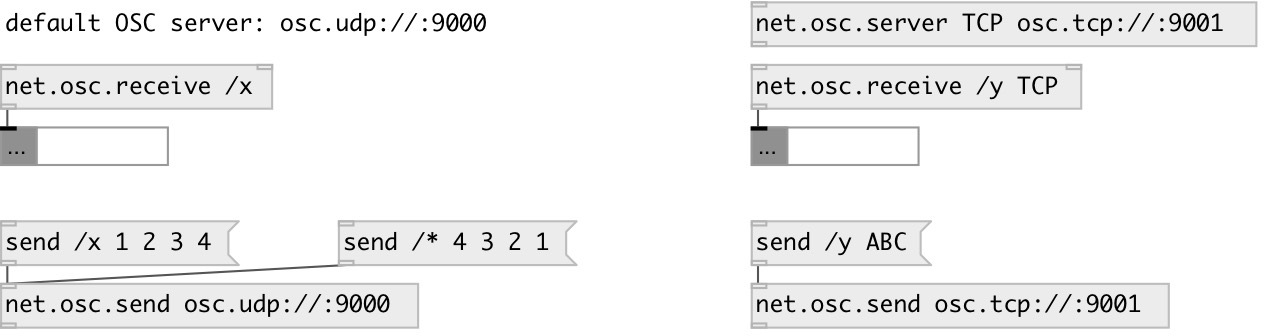 default OSC server: osc.udp://:9000
net.osc.server TCP osc.tcp://:9001
net.osc.receive /x
net.osc.receive /y TCP
...
...
send /x 1 2 3 4
send /* 4 3 2 1
send /y ABC
net.osc.send osc.udp://:9000
net.osc.send osc.tcp://:9001